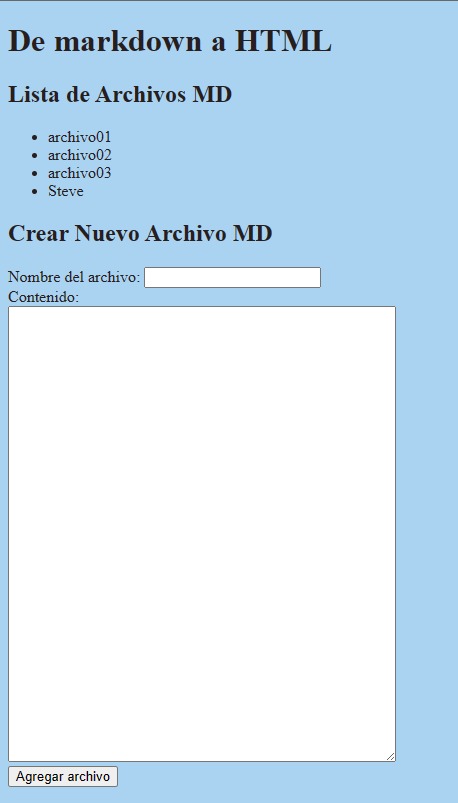 De markdown a HTML
Lista de Archivos MD
archivo01
archivo02
archivo03
Steve
Crear Nuevo Archivo MD
Nombre del archivo:
Contenido:
Agregar archivo